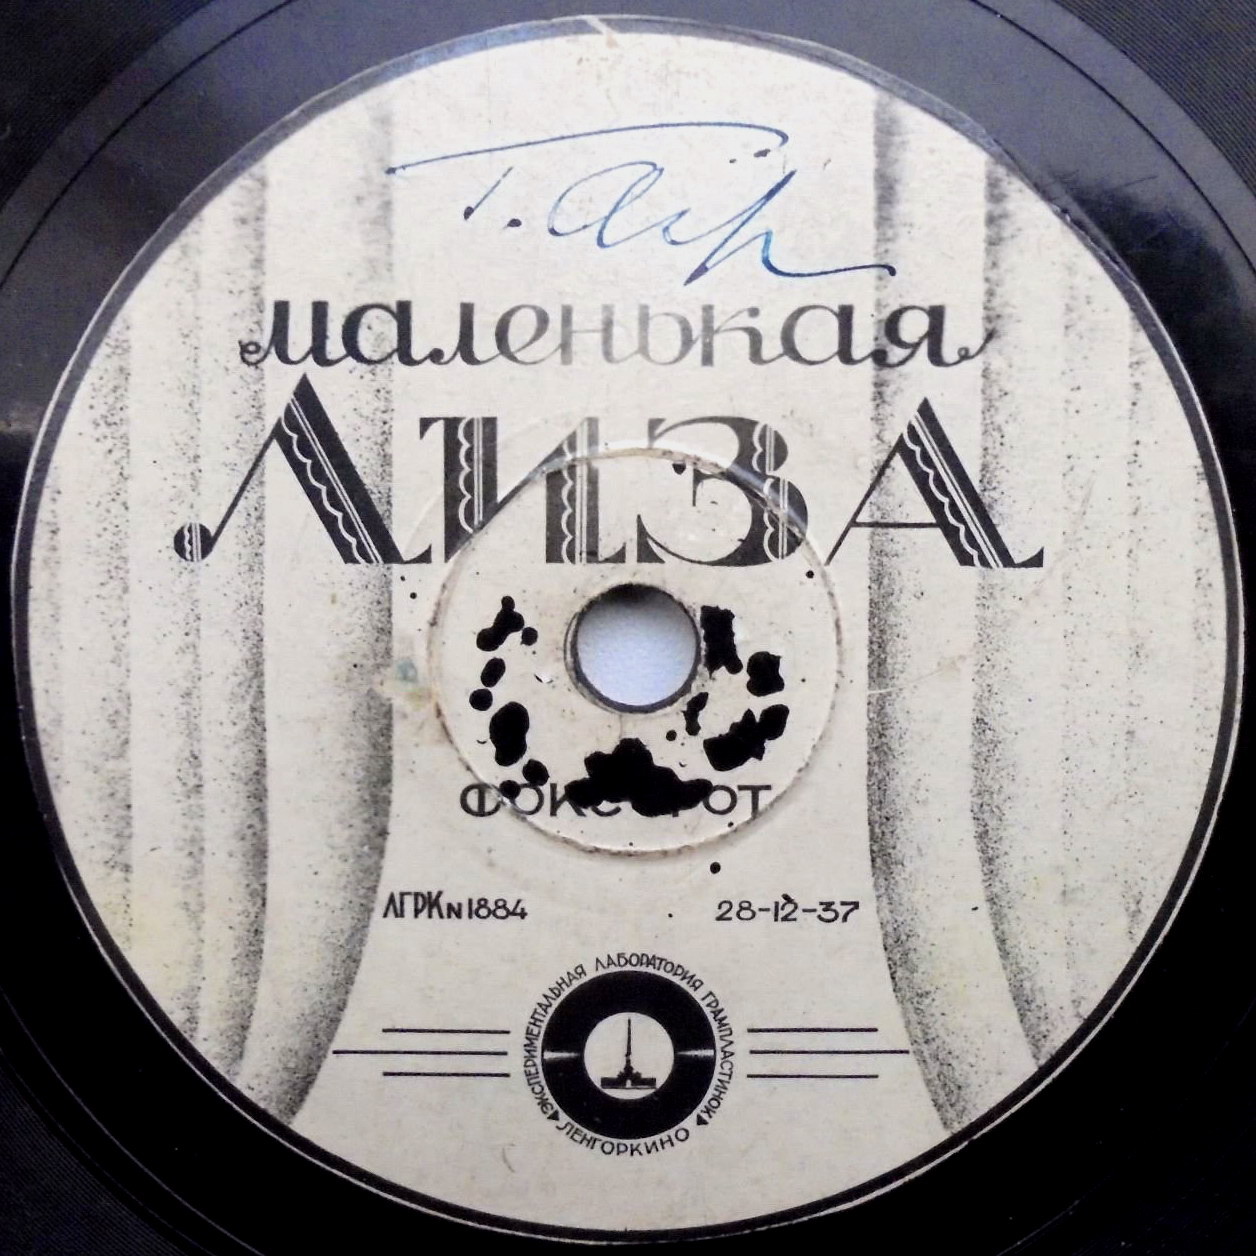 маленькая
ЛИЗА
ФОКСТРОТ
ЛГРК N 1884
28-12-37
ЭКСПЕРИМЕНТАЛЬНАЯ ЛАБОРАТОРИЯ ГРАМПЛАСТИНОК
ЛЕНГОРКИНО